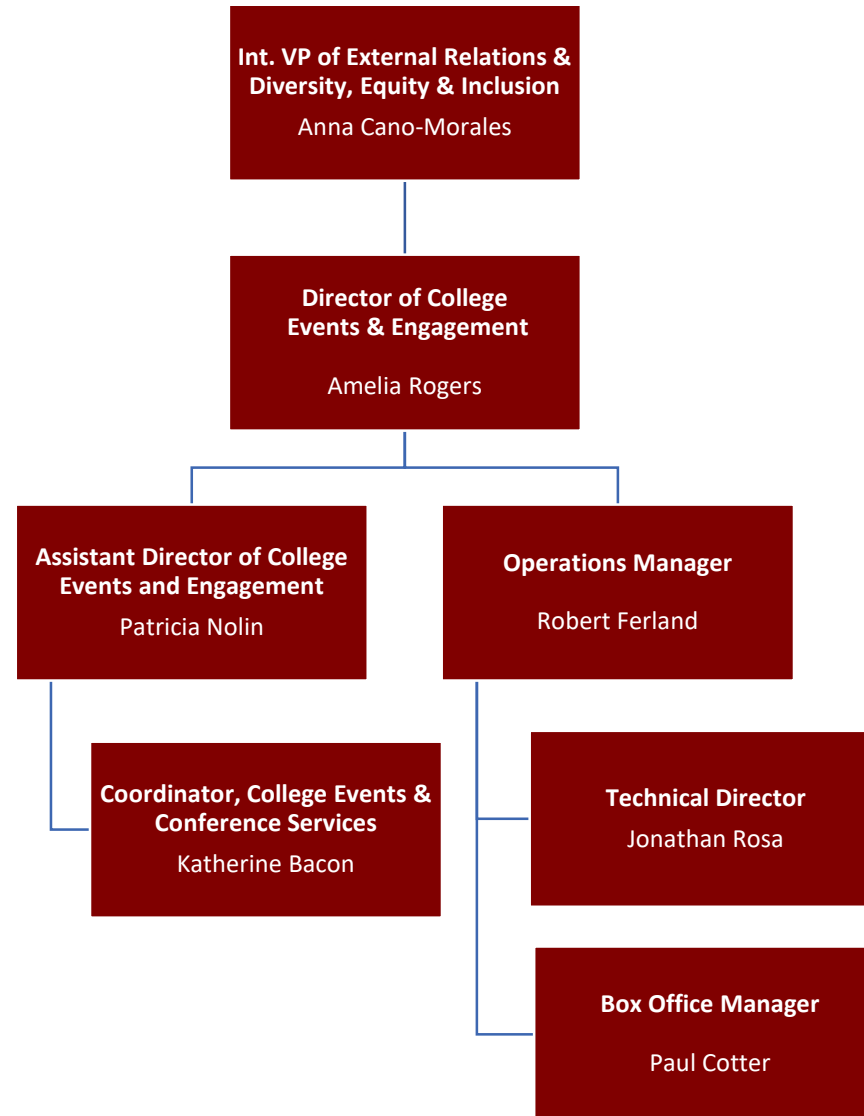 Int. VP of External Relations &
Diversity, Equity & Inclusion
Anna Cano-Morales
Director of College
Events & Engagement
Amelia Rogers
Assistant Director of College
Events and Engagement
Patricia Nolin
Operations Manager
Robert Ferland
Coordinator, College Events &
Conference Services
Katherine Bacon
Technical Director
Jonathan Rosa
Box Office Manager
Paul Cotter